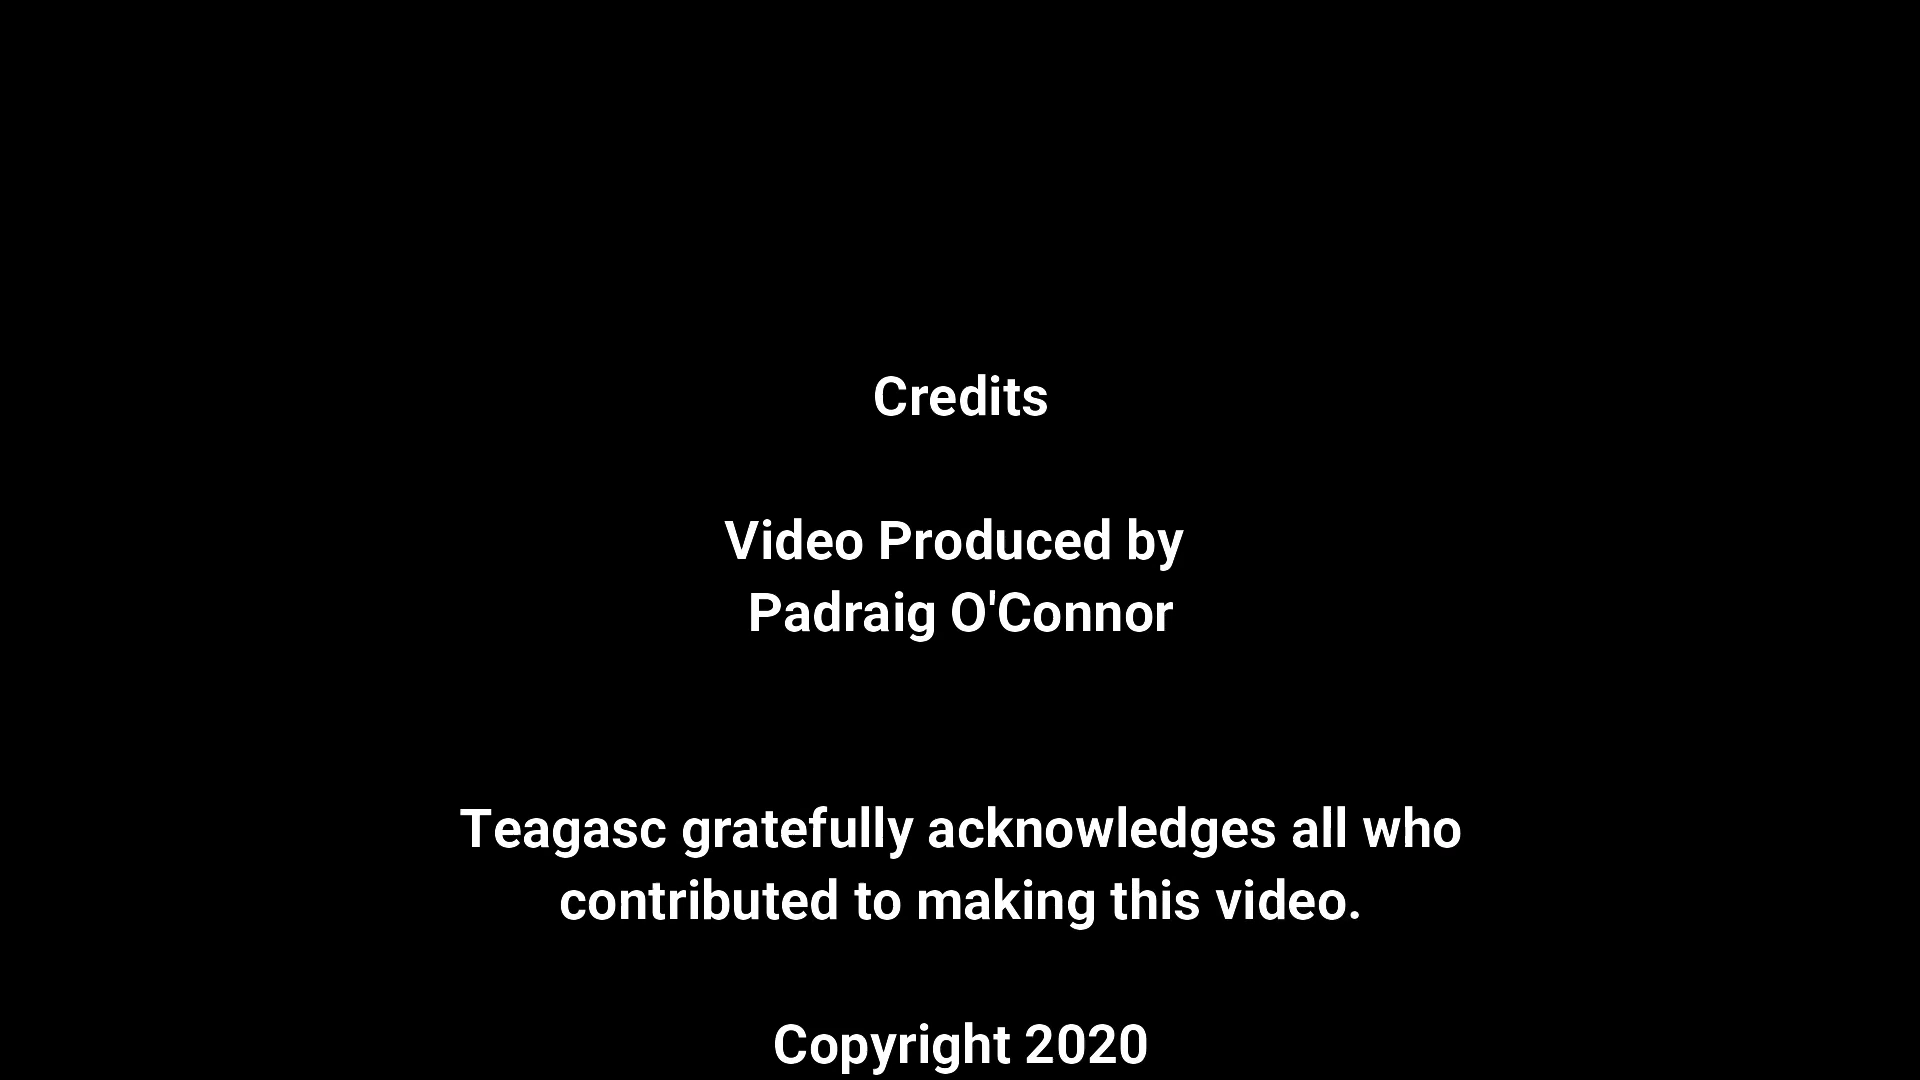 Credits
Video Produced by
Padraig O'Connor
Teagasc gratefully acknowledges all who
contributed to making this video.
Copyright 2020